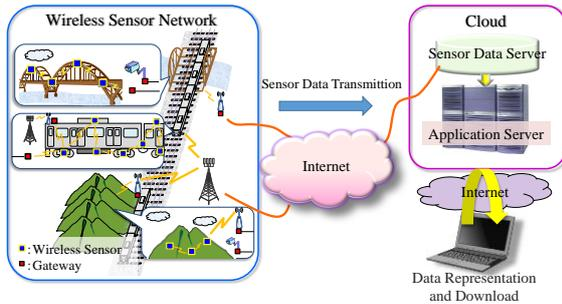 Wireless Sensor Network
: Wireless Sensor
: Gateway
Sensor Data Transmittion
Internet
Cloud
Sensor Data Server
Application Server
Internet
Data Representation
and Download